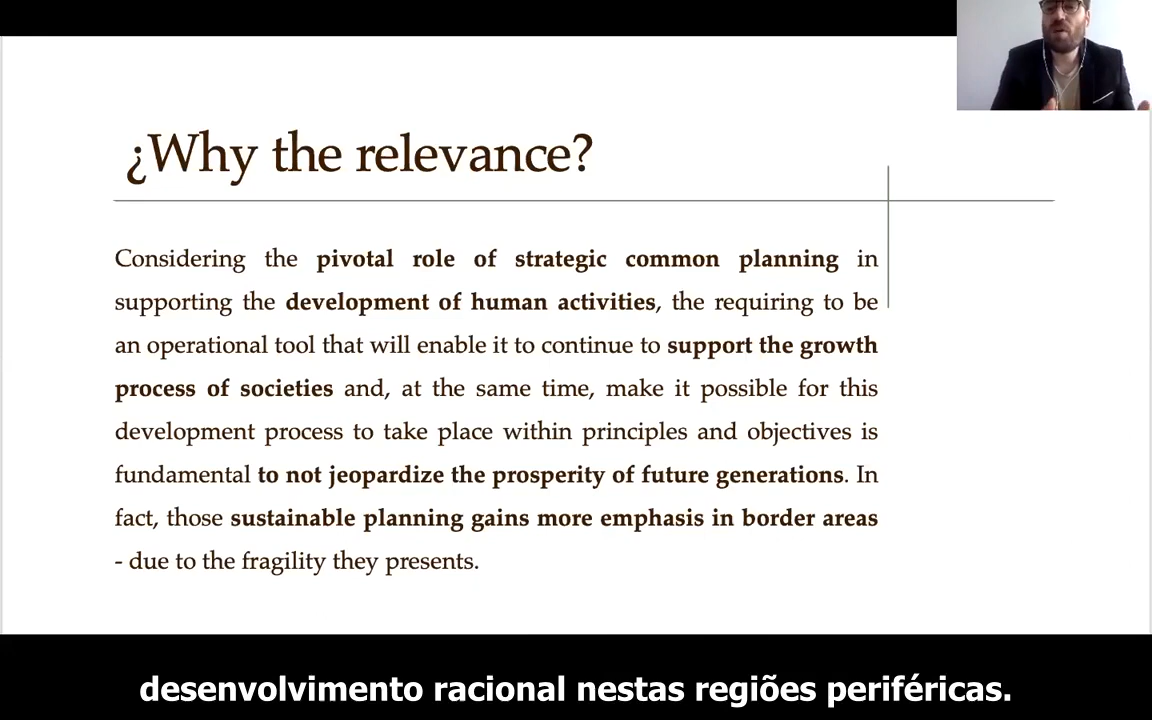 ¿Why the relevance?
Considering the pivotal role of strategic common planning in
supporting the development of human activities, the requiring to be
an operational tool that will enable it to continue to support the growth
process of societies and, at the same time, make it possible for this
development process to take place within principles and objectives is
fundamental to not jeopardize the prosperity of future generations. In
fact, those sustainable planning gains more emphasis in border areas
- due to the fragility they presents.
desenvolvimento racional nestas regiões periféricas.